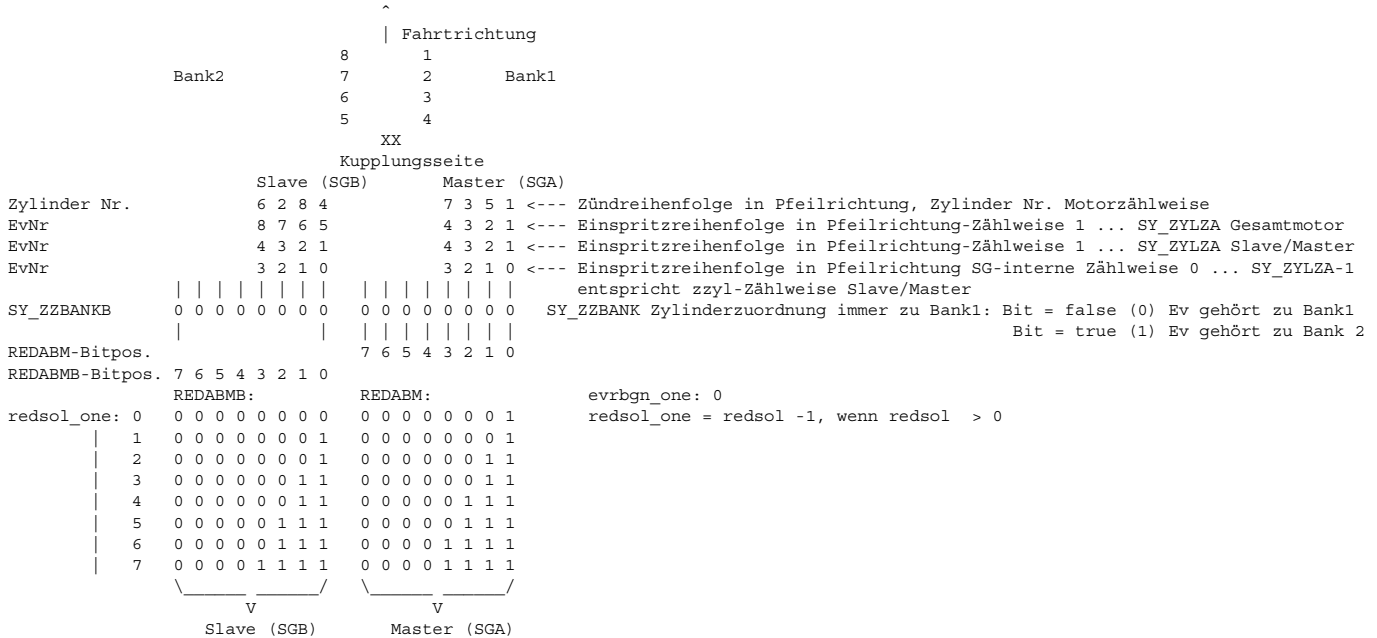 ^
| Fahrtrichtung
8 1
Bank2 7 2 Bank1
6 3
5 4
XX
Kupplungsseite
Slave (SGB) Master (SGA)
Zylinder Nr. 6 2 8 4 7 3 5 1 <--- Zündreihenfolge in Pfeilrichtung, Zylinder Nr. Motorzählweise
EvNr 8 7 6 5 4 3 2 1 <--- Einspritzreihenfolge in Pfeilrichtung-Zählweise 1 ... SY_ZYLZA Gesamtmotor
EvNr 4 3 2 1 4 3 2 1 <--- Einspritzreihenfolge in Pfeilrichtung-Zählweise 1 ... SY_ZYLZA Slave/Master
EvNr 3 2 1 0 3 2 1 0 <--- Einspritzreihenfolge in Pfeilrichtung SG-interne Zählweise 0 ... SY_ZYLZA-1
| | | | | | | | | | | | | | | | entspricht zzyl-Zählweise Slave/Master
SY_ZZBANKB 0 0 0 0 0 0 0 0 0 0 0 0 0 0 0 0 SY_ZZBANK Zylinderzuordnung immer zu Bank1: Bit = false (0) Ev gehört zu Bank1
| | | | | | | | | | Bit = true (1) Ev gehört zu Bank 2
REDABM-Bitpos. 7 6 5 4 3 2 1 0
REDABMB-Bitpos. 7 6 5 4 3 2 1 0
REDABMB: REDABM: evrbgn_one: 0
redsol_one: 0 0 0 0 0 0 0 0 0 0 0 0 0 0 0 0 1 redsol_one = redsol -1, wenn redsol > 0
| 1 0 0 0 0 0 0 0 1 0 0 0 0 0 0 0 1
| 2 0 0 0 0 0 0 0 1 0 0 0 0 0 0 1 1
| 3 0 0 0 0 0 0 1 1 0 0 0 0 0 0 1 1
| 4 0 0 0 0 0 0 1 1 0 0 0 0 0 1 1 1
| 5 0 0 0 0 0 1 1 1 0 0 0 0 0 1 1 1
| 6 0 0 0 0 0 1 1 1 0 0 0 0 1 1 1 1
| 7 0 0 0 0 1 1 1 1 0 0 0 0 1 1 1 1
\______ ______/ \______ ______/
V V
Slave (SGB) Master (SGA)